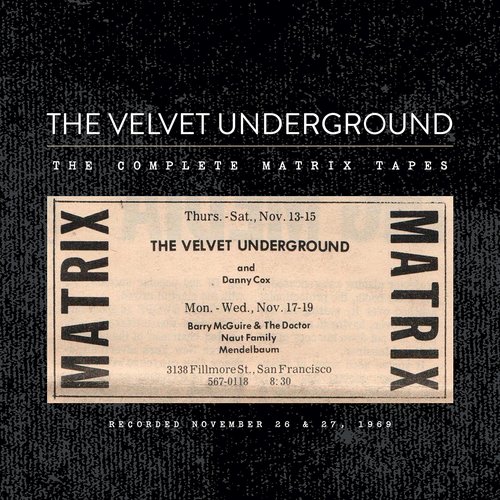 THE VELVET UNDERGROUND
THE COMPLETE MATRIX TAPES
MATRIX
Thurs. - Sat., Nov. 13-15
THE VELVET UNDERGROUND
and
Danny Cox
Mon. - Wed., Nov. 17-19
Barry McGuire & The Doctor
Naut Family
Mendelbaum
3138 Fillmore St., San Francisco
567-0118 8:30
MATRIX
RECORDED NOVEMBER 26 & 27, 1969